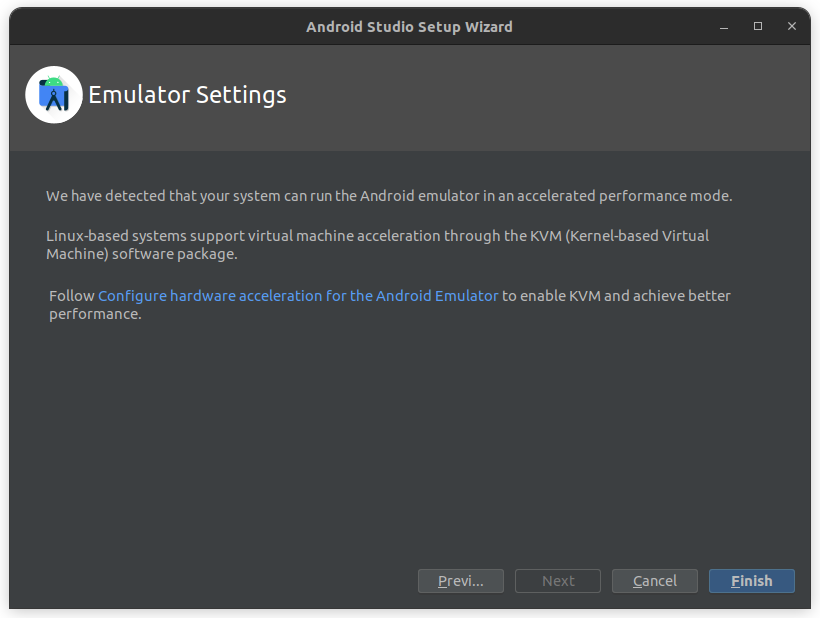 Android Studio Setup Wizard
Emulator Settings
We have detected that your system can run the Android emulator in an accelerated performance mode.
Linux-based systems support virtual machine acceleration through the KVM (Kernel-based Virtual
Machine) software package.
Follow Configure hardware acceleration for the Android Emulator to enable KVM and achieve better
performance.
Previ... Next Cancel Finish